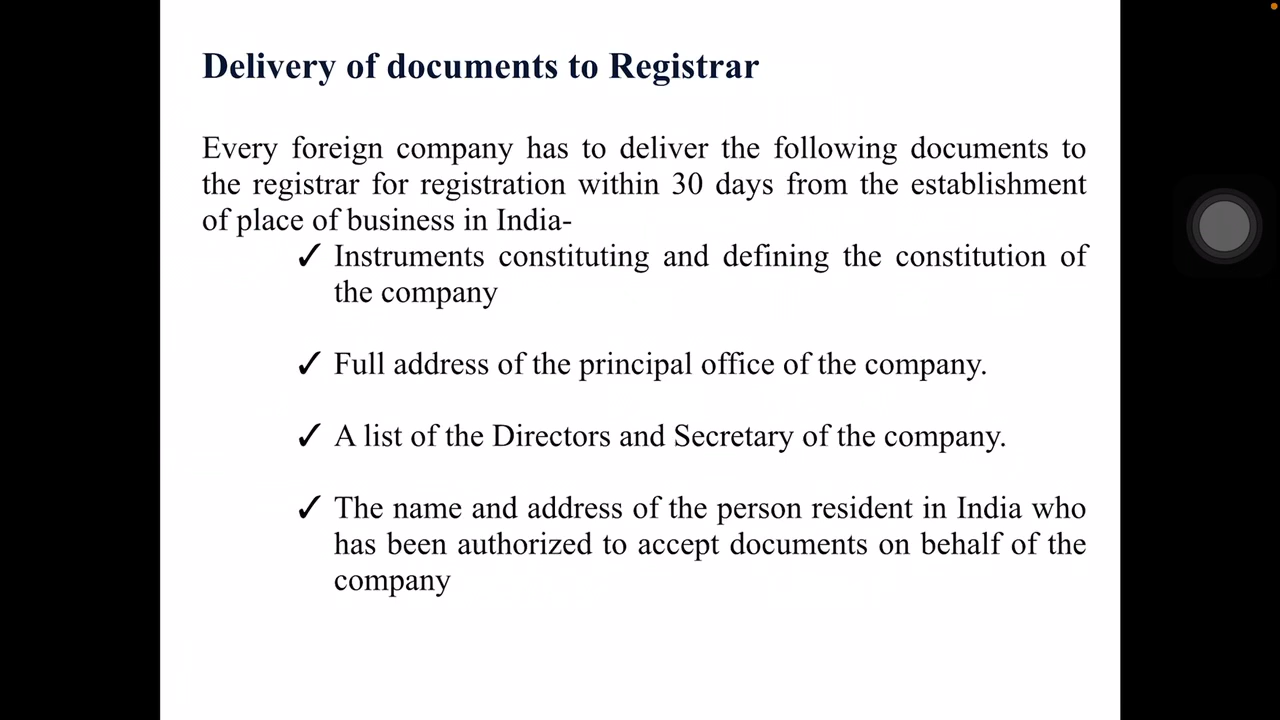 Delivery of documents to Registrar
Every foreign company has to deliver the following documents to
the registrar for registration within 30 days from the establishment
of place of business in India-
✓ Instruments constituting and defining the constitution of
the company
✓ Full address of the principal office of the company.
✓ A list of the Directors and Secretary of the company.
✓ The name and address of the person resident in India who
has been authorized to accept documents on behalf of the
company